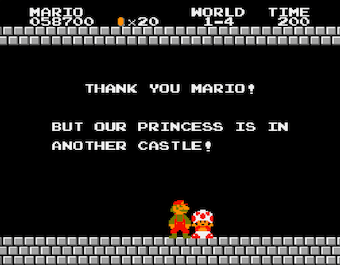 MARIO WORLD TIME
058700 ×20 1-4 200
THANK YOU MARIO!
BUT OUR PRINCESS IS IN
ANOTHER CASTLE!